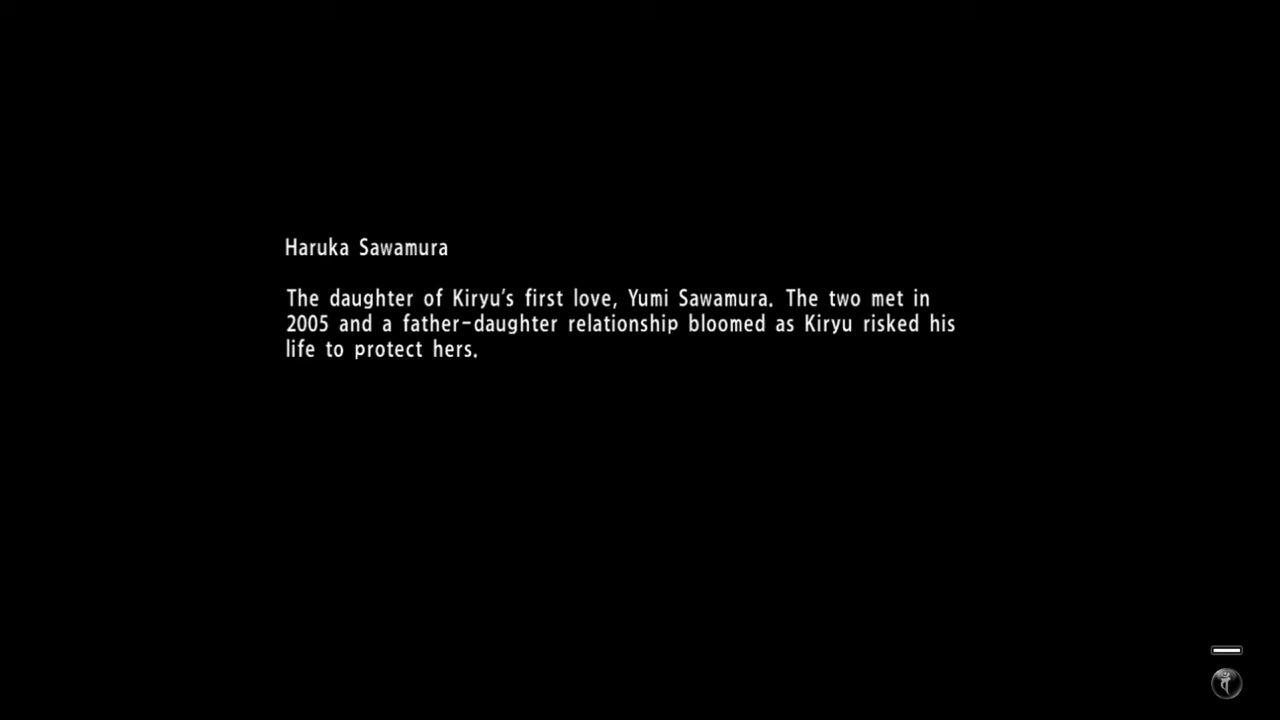 Haruka Sawamura
The daughter of Kiryu's first love, Yumi Sawamura. The two met in
2005 and a father-daughter relationship bloomed as Kiryu risked his
life to protect hers.